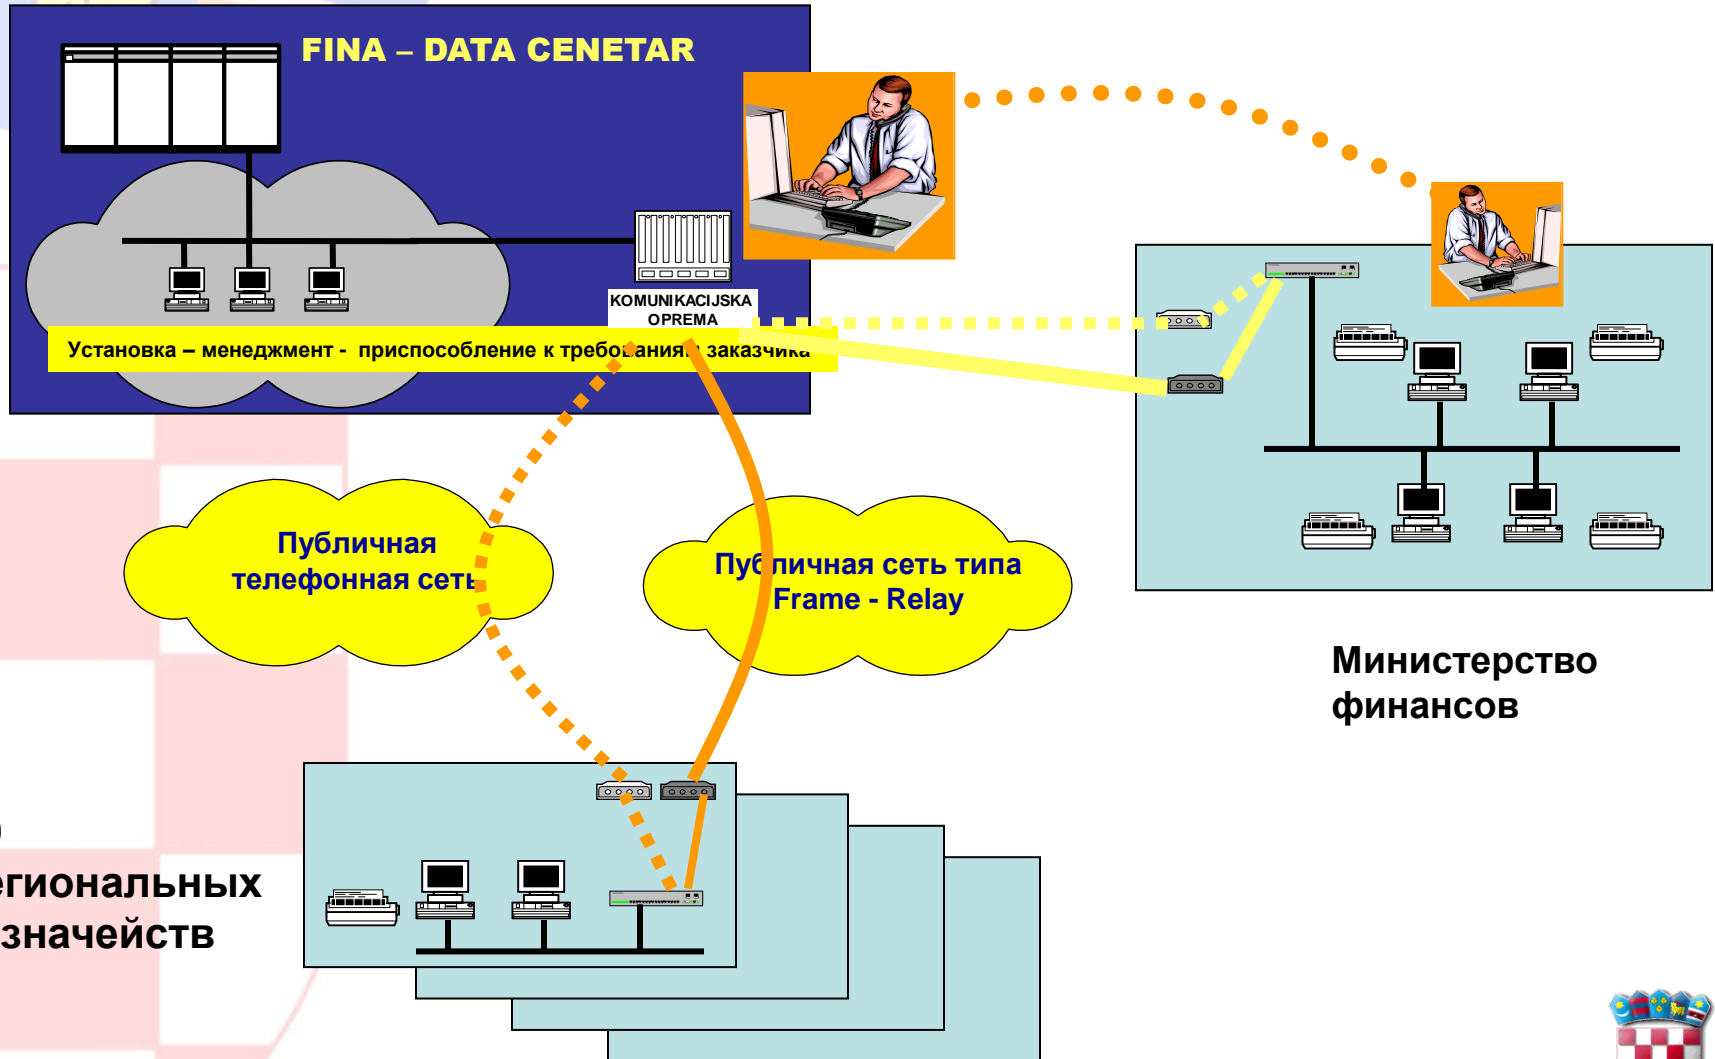 FINA – DATA CENETAR
KOMUNIKACIJSKA
OPREMA
Установка – менеджмент - приспособление к требованиям заказчика
Публичная
телефонная сеть
Публичная сеть типа
Frame - Relay
Министерство
финансов
егиональных
значейств